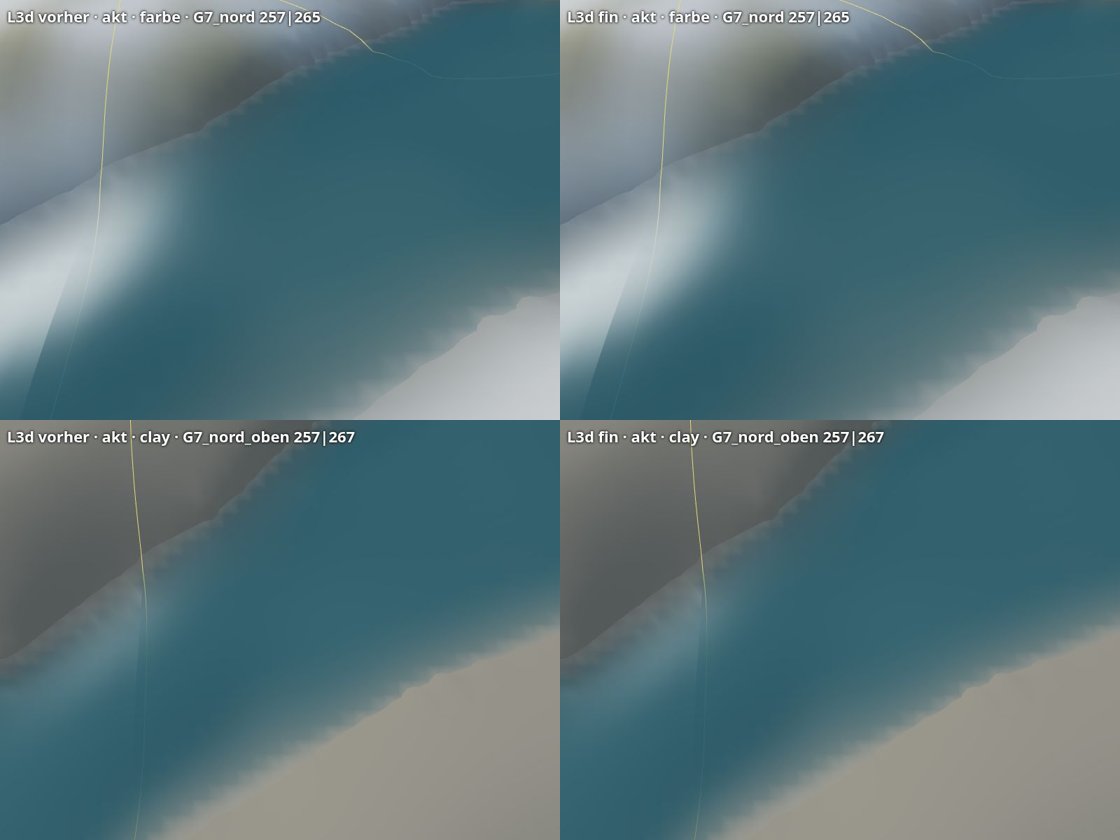 L3d vorher · akt · farbe · G7_nord 257|265
L3d fin · akt · farbe · G7_nord 257|265
L3d vorher · akt · clay · G7_nord_oben 257|267
L3d fin · akt · clay · G7_nord_oben 257|267